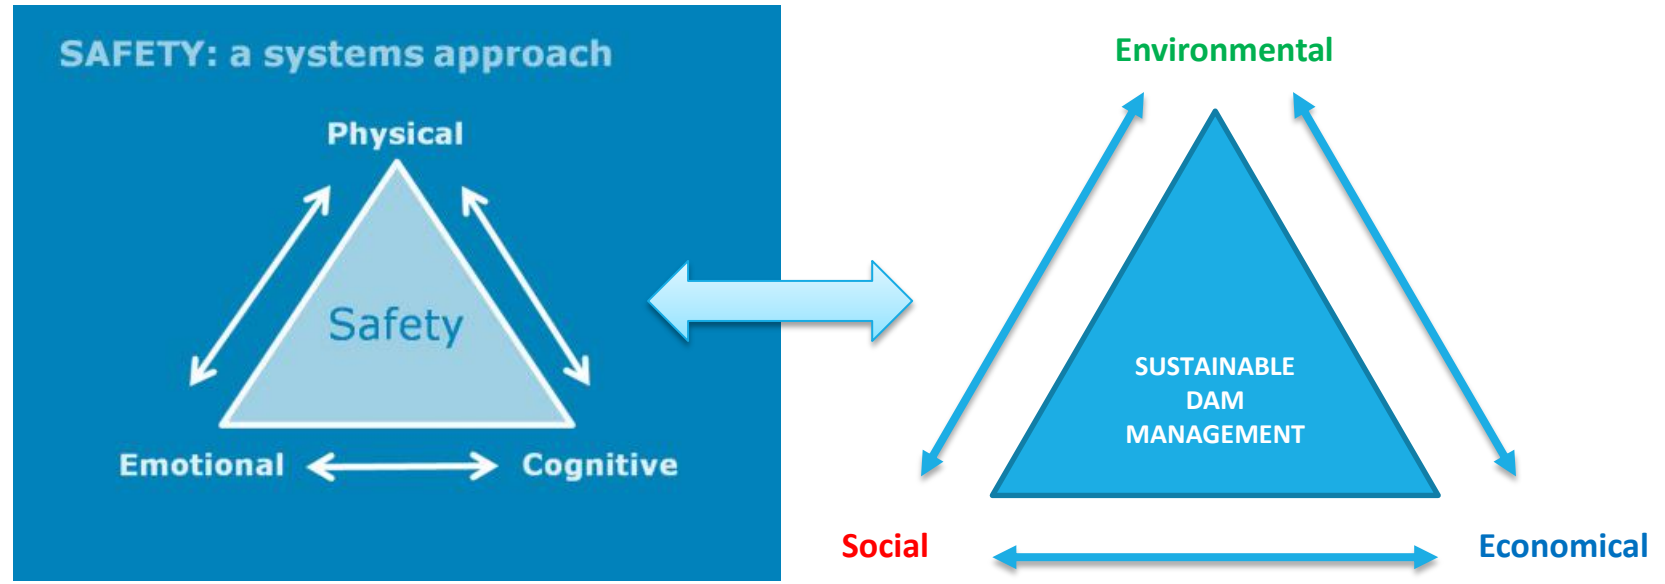 SAFETY: a systems approach
Physical
Safety
Emotional
Cognitive
Environmental
SUSTAINABLE
DAM
MANAGEMENT
Social
Economical